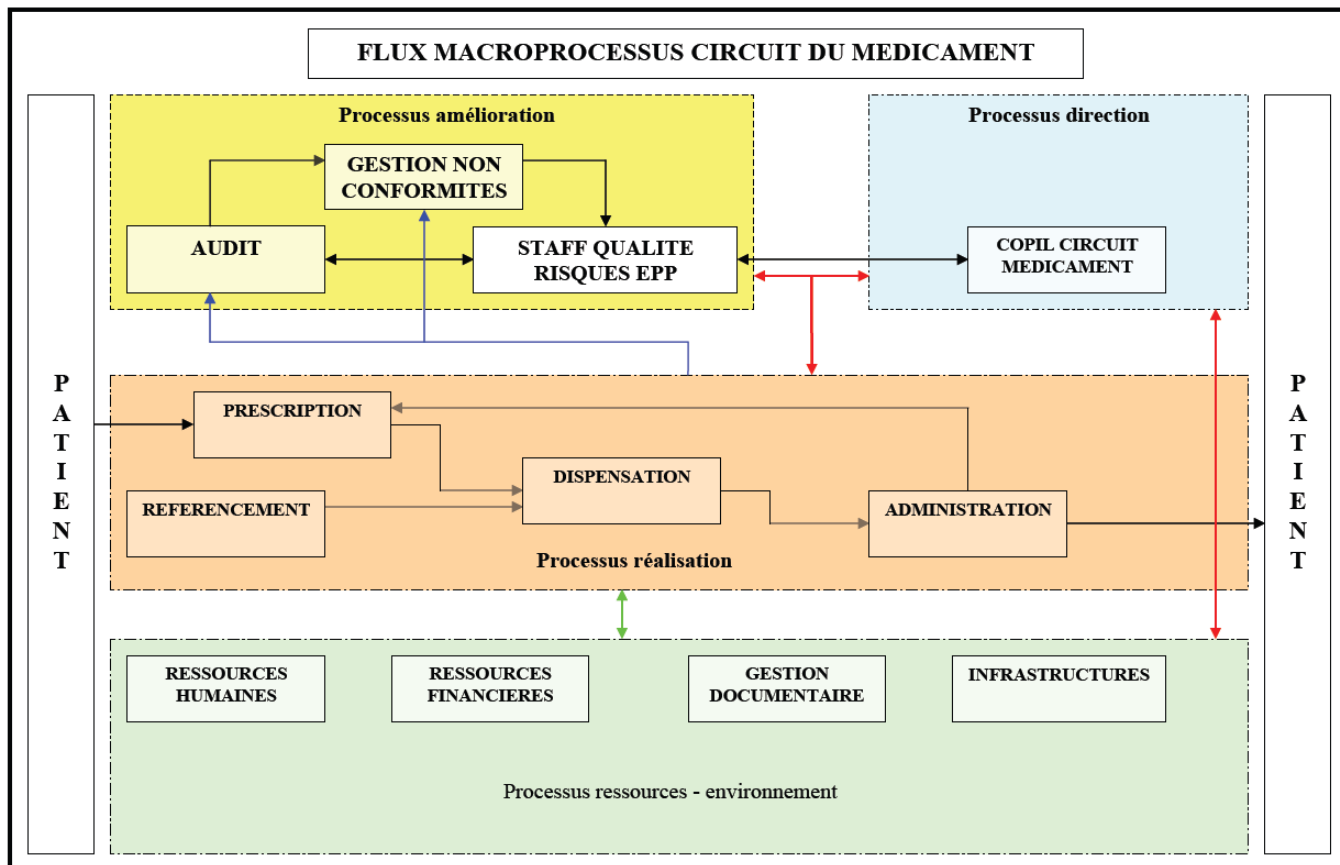 FLUX MACROPROCESSUS CIRCUIT DU MEDICAMENT
P
A
T
I
E
N
T
Processus amélioration
GESTION NON
CONFORMITES
AUDIT
STAFF QUALITE
RISQUES EPP
Processus direction
COPIL CIRCUIT
MEDICAMENT
PRESCRIPTION
DISPENSATION
REFERENCEMENT
ADMINISTRATION
Processus réalisation
RESSOURCES
HUMAINES
RESSOURCES
FINANCIERES
GESTION
DOCUMENTAIRE
INFRASTRUCTURES
Processus ressources - environnement
P
A
T
I
E
N
T